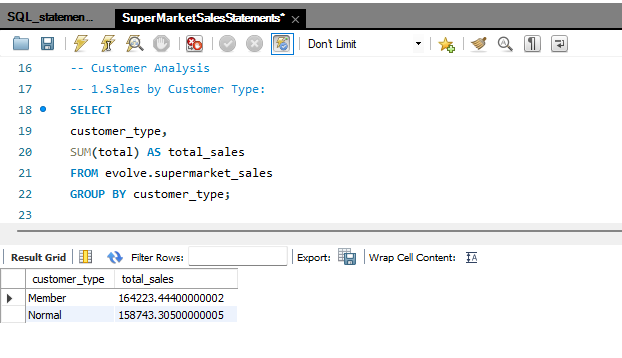 SQL_statemen...
SuperMarketSalesStatements*
Don't Limit
16 -- Customer Analysis
17 -- 1.Sales by Customer Type:
18 SELECT
19 customer_type,
20 SUM(total) AS total_sales
21 FROM evolve.supermarket_sales
22 GROUP BY customer_type;
23
Result Grid Filter Rows: Export: Wrap Cell Content:
customer_type total_sales
Member 164223.44400000002
Normal 158743.30500000005